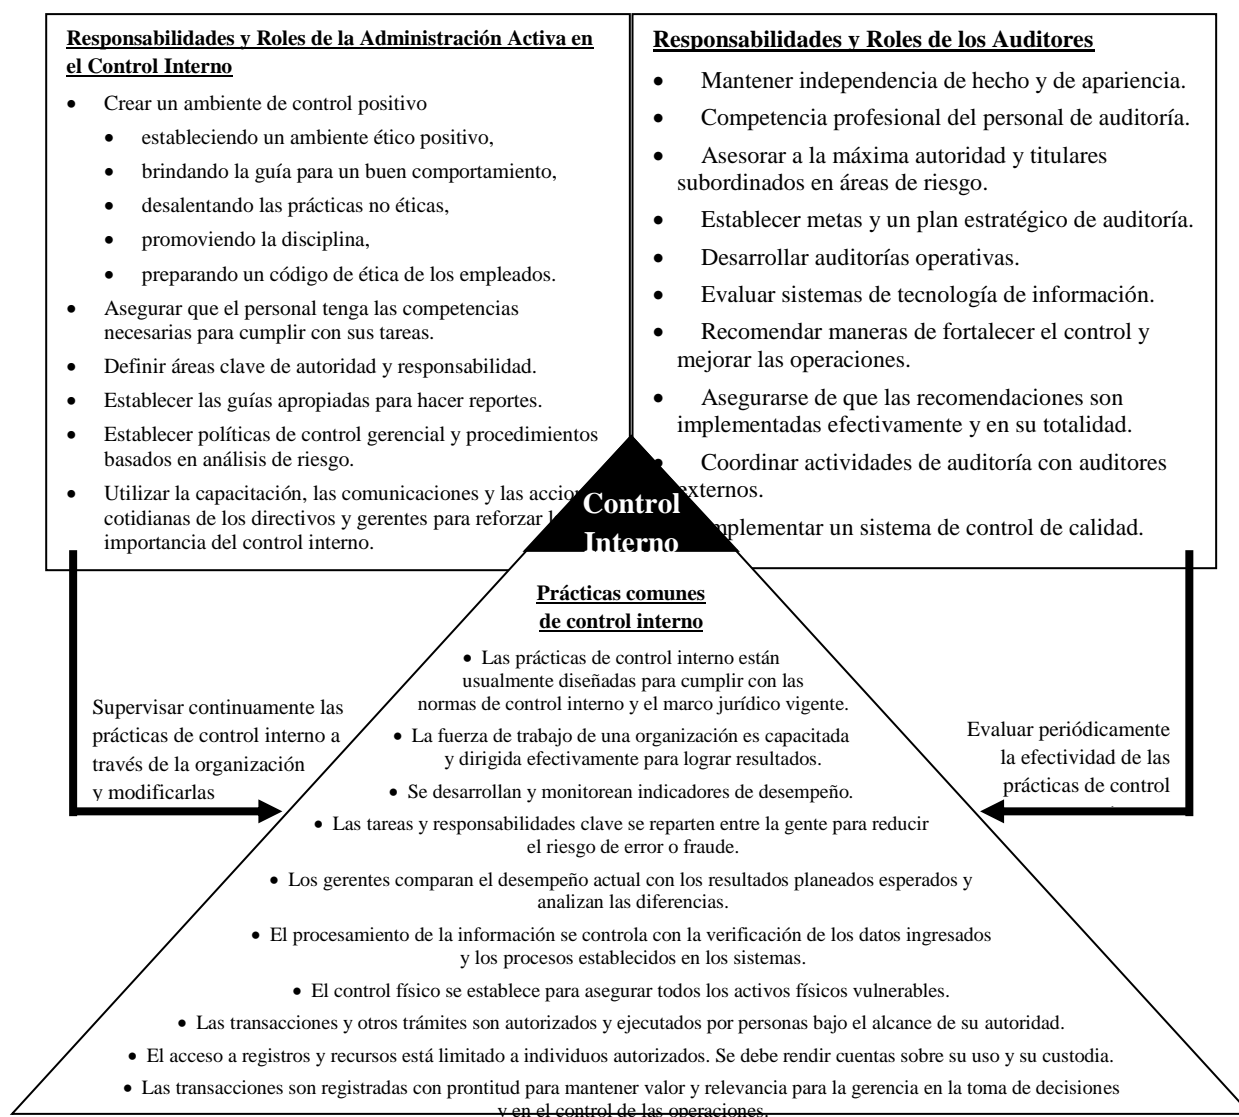 Responsabilidades y Roles de la Administración Activa en
el Control Interno
• Crear un ambiente de control positivo
• estableciendo un ambiente ético positivo,
• brindando la guía para un buen comportamiento,
• desalentando las prácticas no éticas,
• promoviendo la disciplina,
• preparando un código de ética de los empleados.
• Asegurar que el personal tenga las competencias
necesarias para cumplir con sus tareas.
• Definir áreas clave de autoridad y responsabilidad.
• Establecer las guías apropiadas para hacer reportes.
• Establecer políticas de control gerencial y procedimientos
basados en análisis de riesgo.
• Utilizar la capacitación, las comunicaciones y las accio
cotidianas de los directivos y gerentes para reforzar l
importancia del control interno.
Responsabilidades y Roles de los Auditores
• Mantener independencia de hecho y de apariencia.
• Competencia profesional del personal de auditoría.
• Asesorar a la máxima autoridad y titulares
subordinados en áreas de riesgo.
• Establecer metas y un plan estratégico de auditoría.
• Desarrollar auditorías operativas.
• Evaluar sistemas de tecnología de información.
• Recomendar maneras de fortalecer el control y
mejorar las operaciones.
• Asegurarse de que las recomendaciones son
implementadas efectivamente y en su totalidad.
• Coordinar actividades de auditoría con auditores
externos.
mplementar un sistema de control de calidad.
Control
Interno
Prácticas comunes
de control interno
• Las prácticas de control interno están
usualmente diseñadas para cumplir con las
normas de control interno y el marco jurídico vigente.
• La fuerza de trabajo de una organización es capacitada
y dirigida efectivamente para lograr resultados.
• Se desarrollan y monitorean indicadores de desempeño.
• Las tareas y responsabilidades clave se reparten entre la gente para reducir
el riesgo de error o fraude.
• Los gerentes comparan el desempeño actual con los resultados planeados esperados y
analizan las diferencias.
• El procesamiento de la información se controla con la verificación de los datos ingresados
y los procesos establecidos en los sistemas.
• El control físico se establece para asegurar todos los activos físicos vulnerables.
• Las transacciones y otros trámites son autorizados y ejecutados por personas bajo el alcance de su autoridad.
• El acceso a registros y recursos está limitado a individuos autorizados. Se debe rendir cuentas sobre su uso y su custodia.
• Las transacciones son registradas con prontitud para mantener valor y relevancia para la gerencia en la toma de decisiones
y en el control de las operaciones.
Supervisar continuamente las
prácticas de control interno a
través de la organización
y modificarlas
Evaluar periódicamente
la efectividad de las
prácticas de control